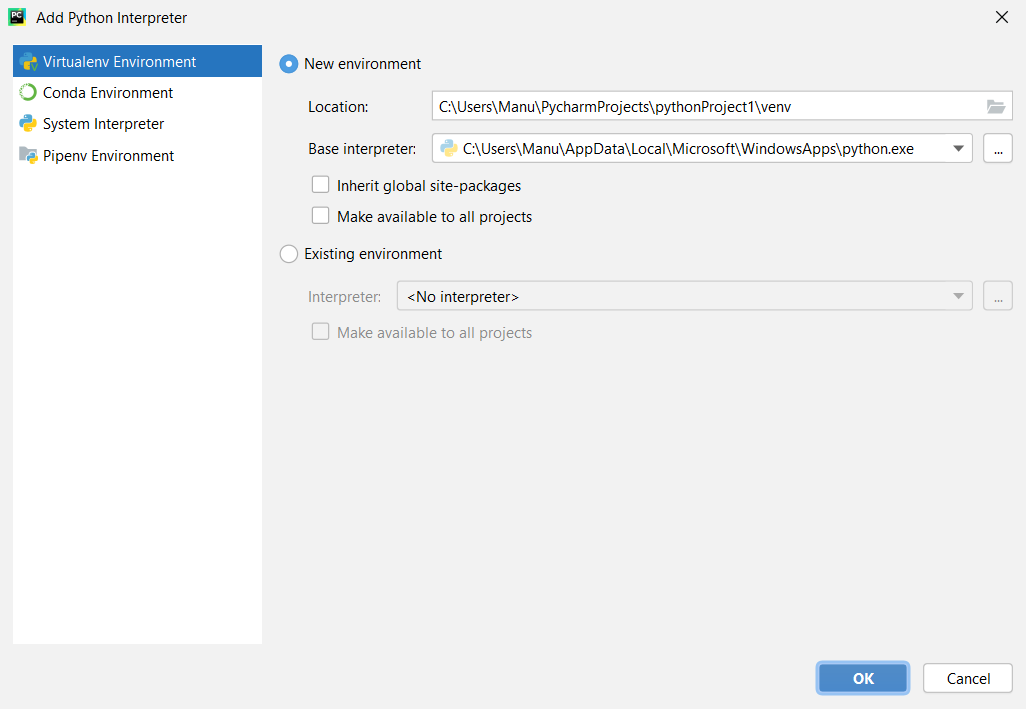 PC
Add Python Interpreter
Virtualenv Environment
Conda Environment
System Interpreter
Pipenv Environment
New environment
Location: C:\Users\Manu\PycharmProjects\pythonProject1\venv
Base interpreter: C:\Users\Manu\AppData\Local\Microsoft\WindowsApps\python.exe ...
Inherit global site-packages
Make available to all projects
Existing environment
Interpreter: <No interpreter> ...
Make available to all projects
OK Cancel